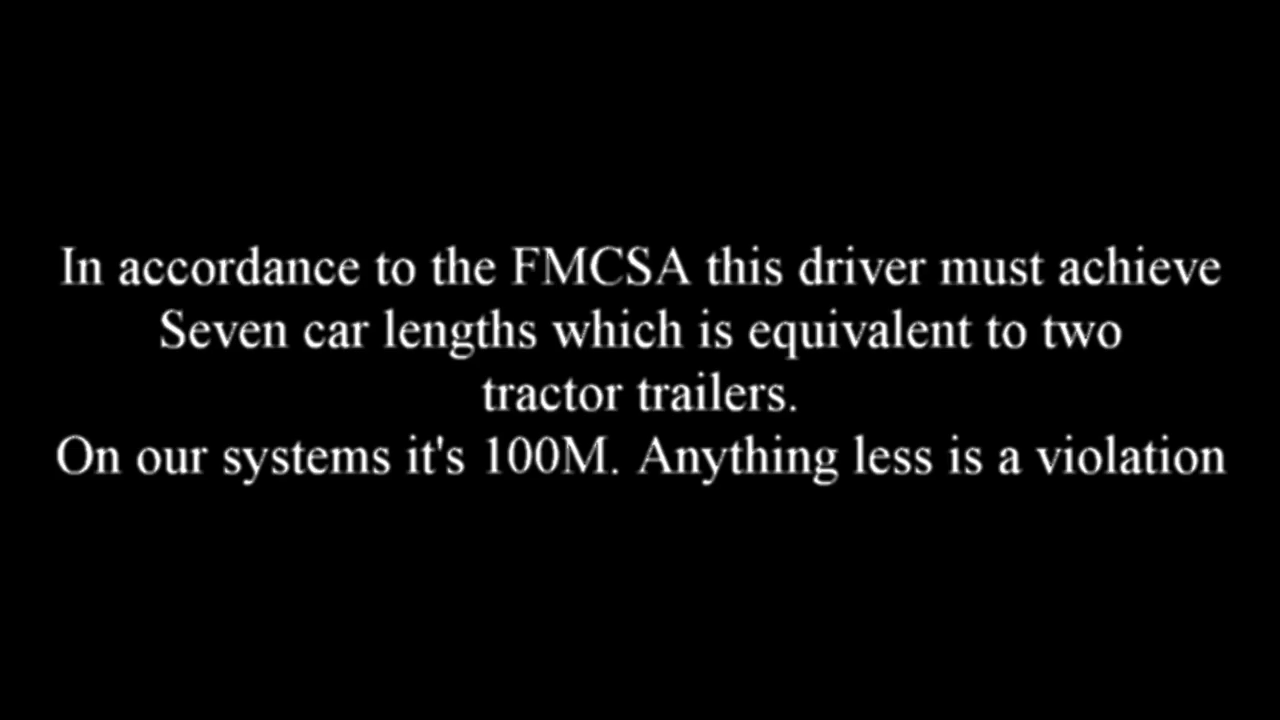 In accordance to the FMCSA this driver must achieve
Seven car lengths which is equivalent to two
tractor trailers.
On our systems it's 100M. Anything less is a violation